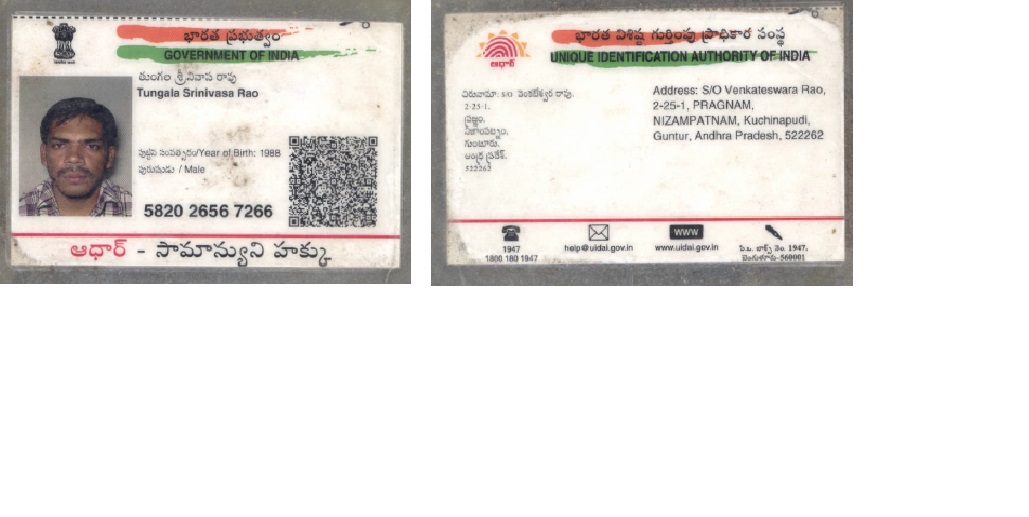 భారత ప్రభుత్వం
GOVERNMENT OF INDIA
తుంగల శ్రీనివాస రావు
Tungala Srinivasa Rao
పుట్టిన సంవత్సరం/Year of Birth: 1988
పురుషుడు / Male
5820 2656 7266
ఆధార్ - సామాన్యుని హక్కు
భారత విశిష్ట గుర్తింపు ప్రాధికార సంస్థ
UNIQUE IDENTIFICATION AUTHORITY OF INDIA
ఆధార్
చిరునామా: S/O వెంకటేశ్వర రావు,
2-25-1,
ప్రజ్ఞం,
నిజాంపట్నం,
గుంటూరు,
ఆంధ్ర ప్రదేశ్,
522262
Address: S/O Venkateswara Rao,
2-25-1, PRAGNAM,
NIZAMPATNAM, Kuchinapudi,
Guntur, Andhra Pradesh, 522262
1947
1800 180 1947
help@uidai.gov.in
WWW
www.uidai.gov.in
పి.ఒ. బాక్స్ నెం. 1947,
బెంగుళూరు-560001